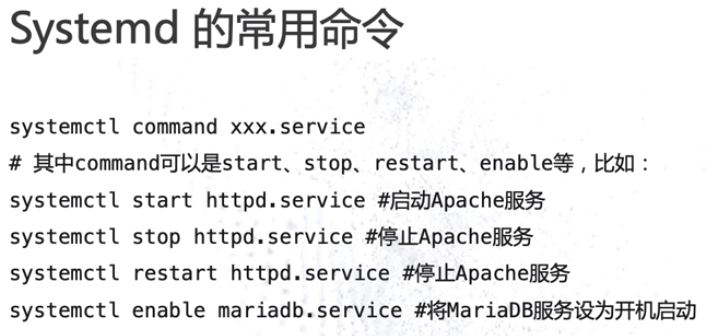 Systemd 的常用命令
systemctl command xxx.service
# 其中command可以是start、stop、restart、enable等，比如：
systemctl start httpd.service #启动Apache服务
systemctl stop httpd.service #停止Apache服务
systemctl restart httpd.service #停止Apache服务
systemctl enable mariadb.service #将MariaDB服务设为开机启动